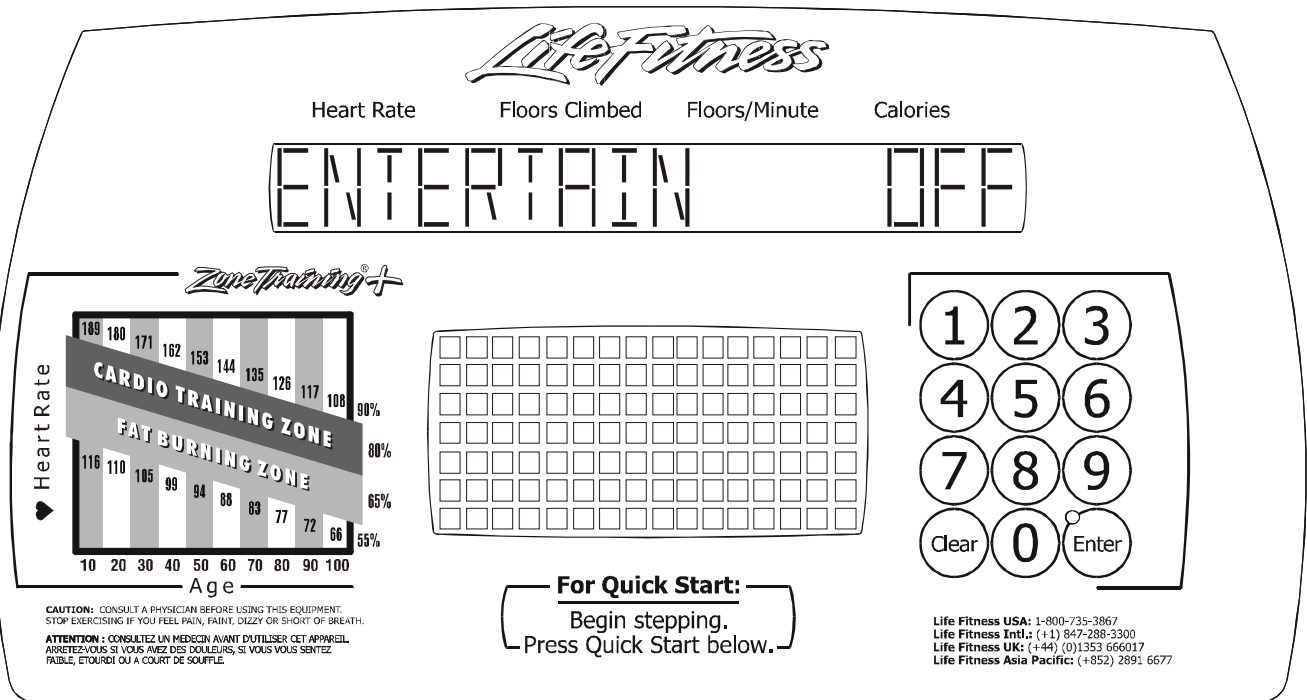 LifeFitness
Heart Rate Floors Climbed Floors/Minute Calories
ENTERTAIN OFF
ZoneTraining®+
Heart Rate
189 180 171 162 153 144 135 126 117 108
CARDIO TRAINING ZONE
FAT BURNING ZONE
90%
80%
65%
55%
116 110 105 99 94 88 83 77 72 66
10 20 30 40 50 60 70 80 90 100
Age
CAUTION: CONSULT A PHYSICIAN BEFORE USING THIS EQUIPMENT.
STOP EXERCISING IF YOU FEEL PAIN, FAINT, DIZZY OR SHORT OF BREATH.
ATTENTION : CONSULTEZ UN MEDECIN AVANT D'UTILISER CET APPAREIL.
ARRETEZ-VOUS SI VOUS AVEZ DES DOULEURS, SI VOUS VOUS SENTEZ
FAIBLE, ETOURDI OU A COURT DE SOUFFLE.
For Quick Start:
Begin stepping.
Press Quick Start below.
1 2 3
4 5 6
7 8 9
Clear 0 Enter
Life Fitness USA: 1-800-735-3867
Life Fitness Intl.: (+1) 847-288-3300
Life Fitness UK: (+44) (0)1353 666017
Life Fitness Asia Pacific: (+852) 2891 6677